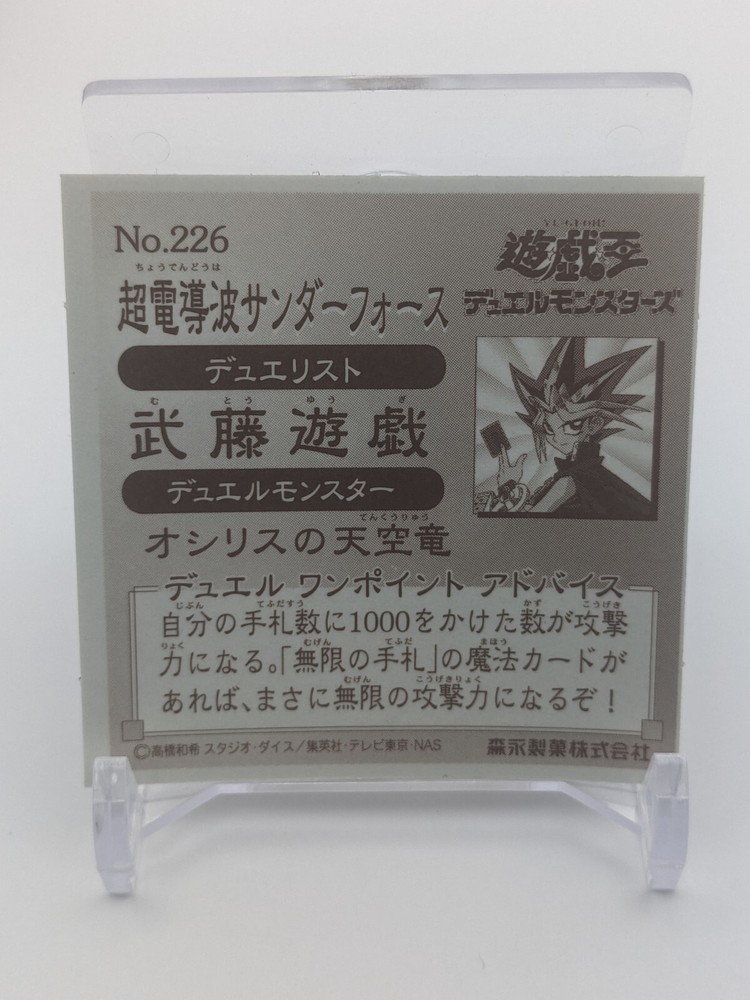 No.226
ちょうでんどうは
超電導波サンダーフォース
YU-GI-OH!
遊戯王
デュエルモンスターズ
デュエリスト
む とう ゆう ぎ
武藤遊戯
デュエルモンスター
てんくうりゅう
オシリスの天空竜
デュエル ワンポイント アドバイス
じぶん てふだすう かず こうげき
自分の手札数に1000をかけた数が攻撃
りょく むげん てふだ まほう
力になる。「無限の手札」の魔法カードが
むげん こうげきりょく
あれば、まさに無限の攻撃力になるぞ！
©高橋和希 スタジオ・ダイス／集英社・テレビ東京・NAS
森永製菓株式会社